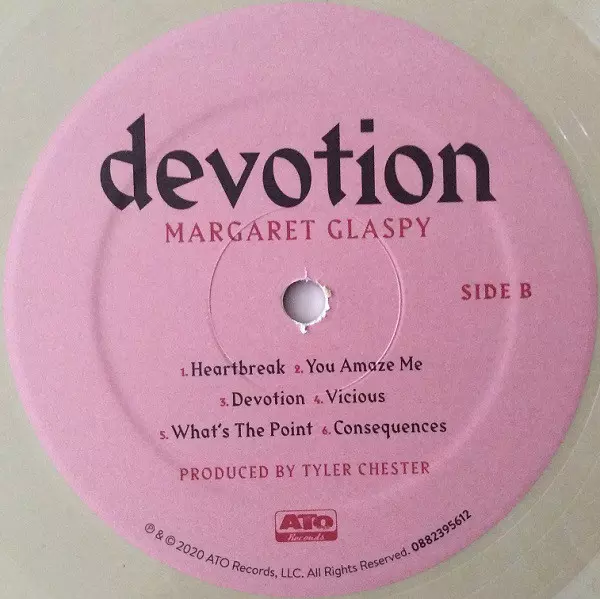 devotion
MARGARET GLASPY
SIDE B
1. Heartbreak 2. You Amaze Me
3. Devotion 4. Vicious
5. What's The Point 6. Consequences
PRODUCED BY TYLER CHESTER
ATO
Records
℗ & © 2020 ATO Records, LLC. All Rights Reserved. 0882395612